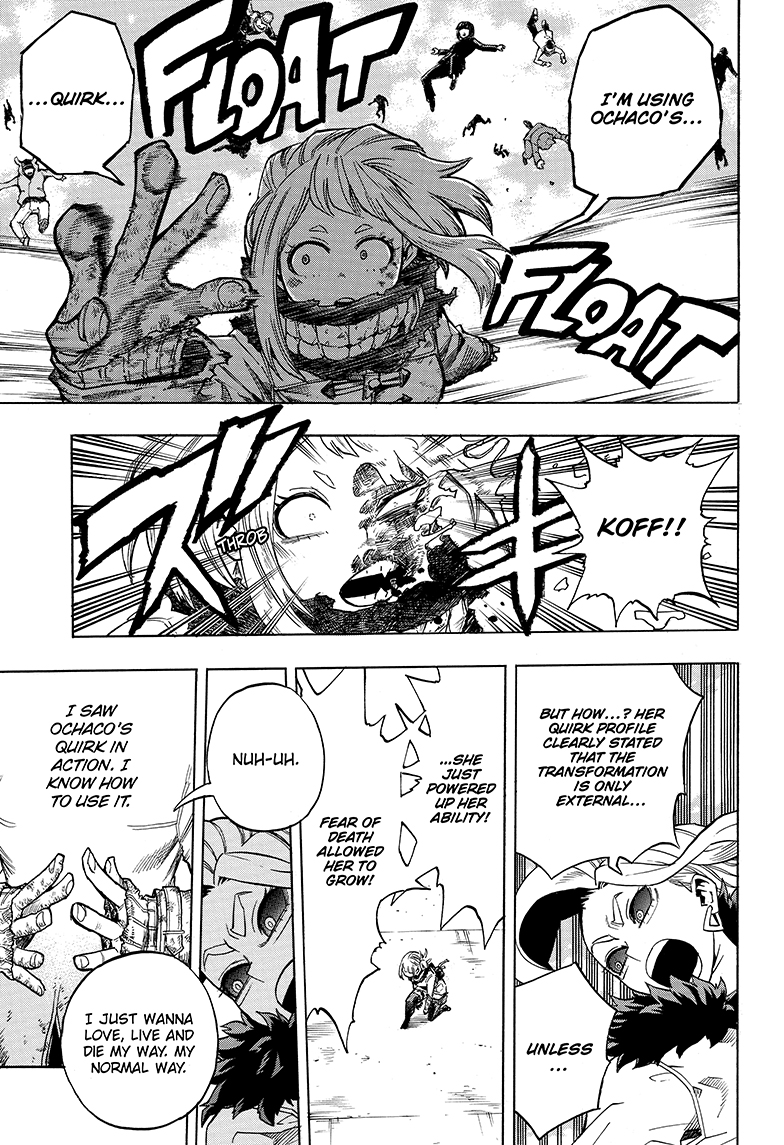 I'M USING
OCHACO'S...
FLOAT
...QUIRK...
FLOAT
KOFF!!
ズッ
THROB
BUT HOW...? HER
QUIRK PROFILE
CLEARLY STATED
THAT THE
TRANSFORMATION
IS ONLY
EXTERNAL...
UNLESS
...
...SHE
JUST
POWERED
UP HER
ABILITY!
FEAR OF
DEATH
ALLOWED
HER TO
GROW!
NUH-UH.
I SAW
OCHACO'S
QUIRK IN
ACTION. I
KNOW HOW
TO USE IT.
I JUST WANNA
LOVE, LIVE AND
DIE MY WAY. MY
NORMAL WAY.